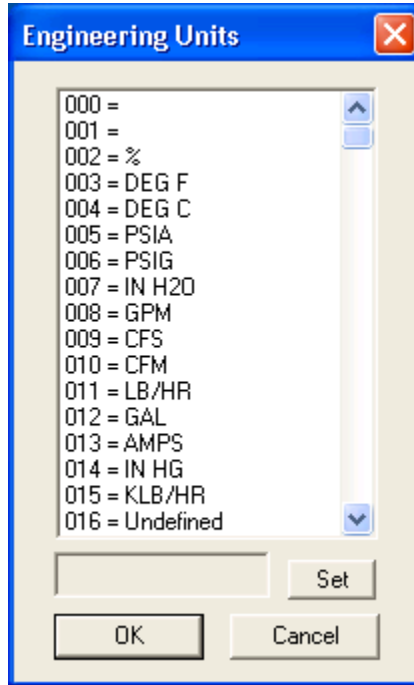 Engineering Units
000 =
001 =
002 = %
003 = DEG F
004 = DEG C
005 = PSIA
006 = PSIG
007 = IN H2O
008 = GPM
009 = CFS
010 = CFM
011 = LB/HR
012 = GAL
013 = AMPS
014 = IN HG
015 = KLB/HR
016 = Undefined
Set
OK Cancel